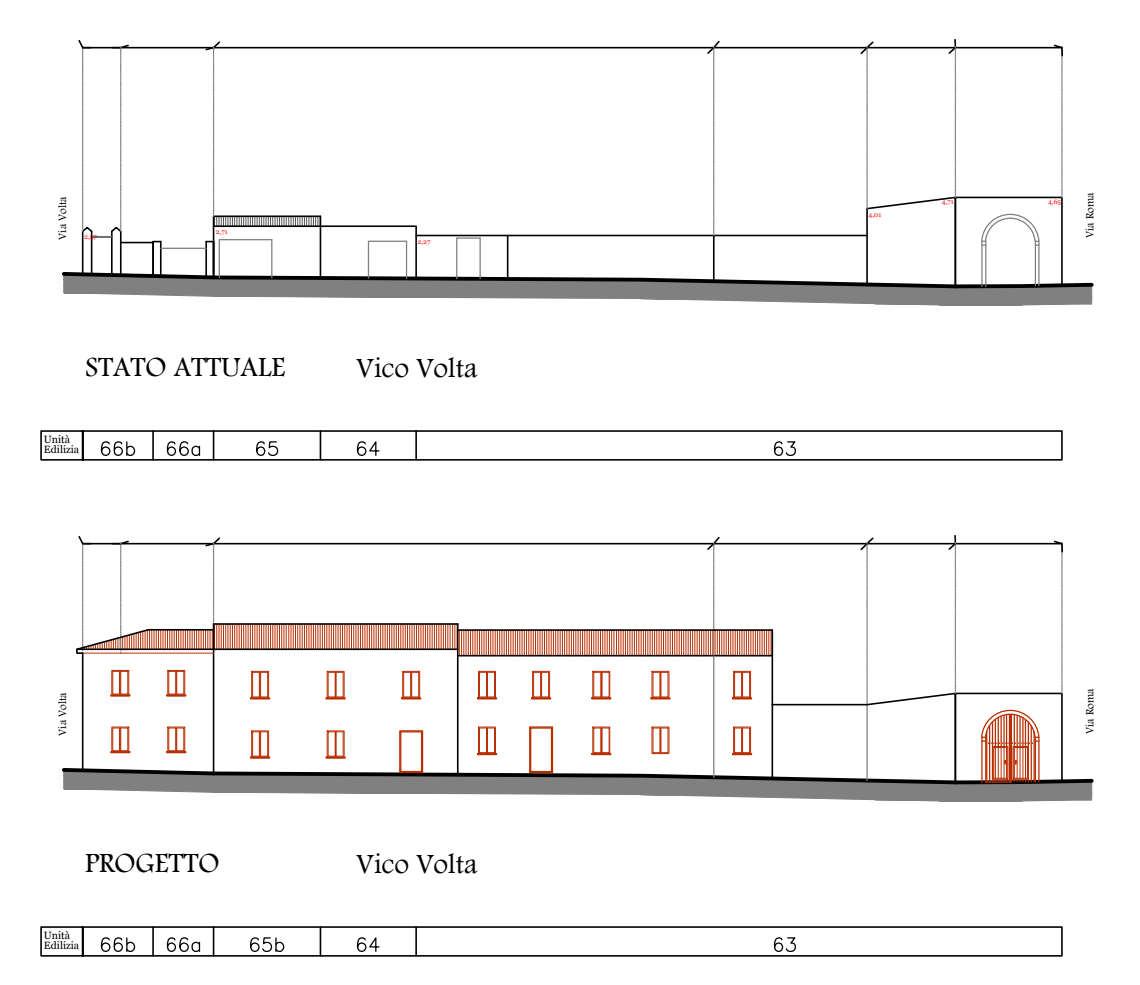 Via Volta
2,71
2,27
4,01
4,71
4,65
Via Roma
STATO ATTUALE Vico Volta
Unità
Edilizia
66b 66a 65 64 63
Via Volta
Via Roma
PROGETTO Vico Volta
Unità
Edilizia
66b 66a 65b 64 63